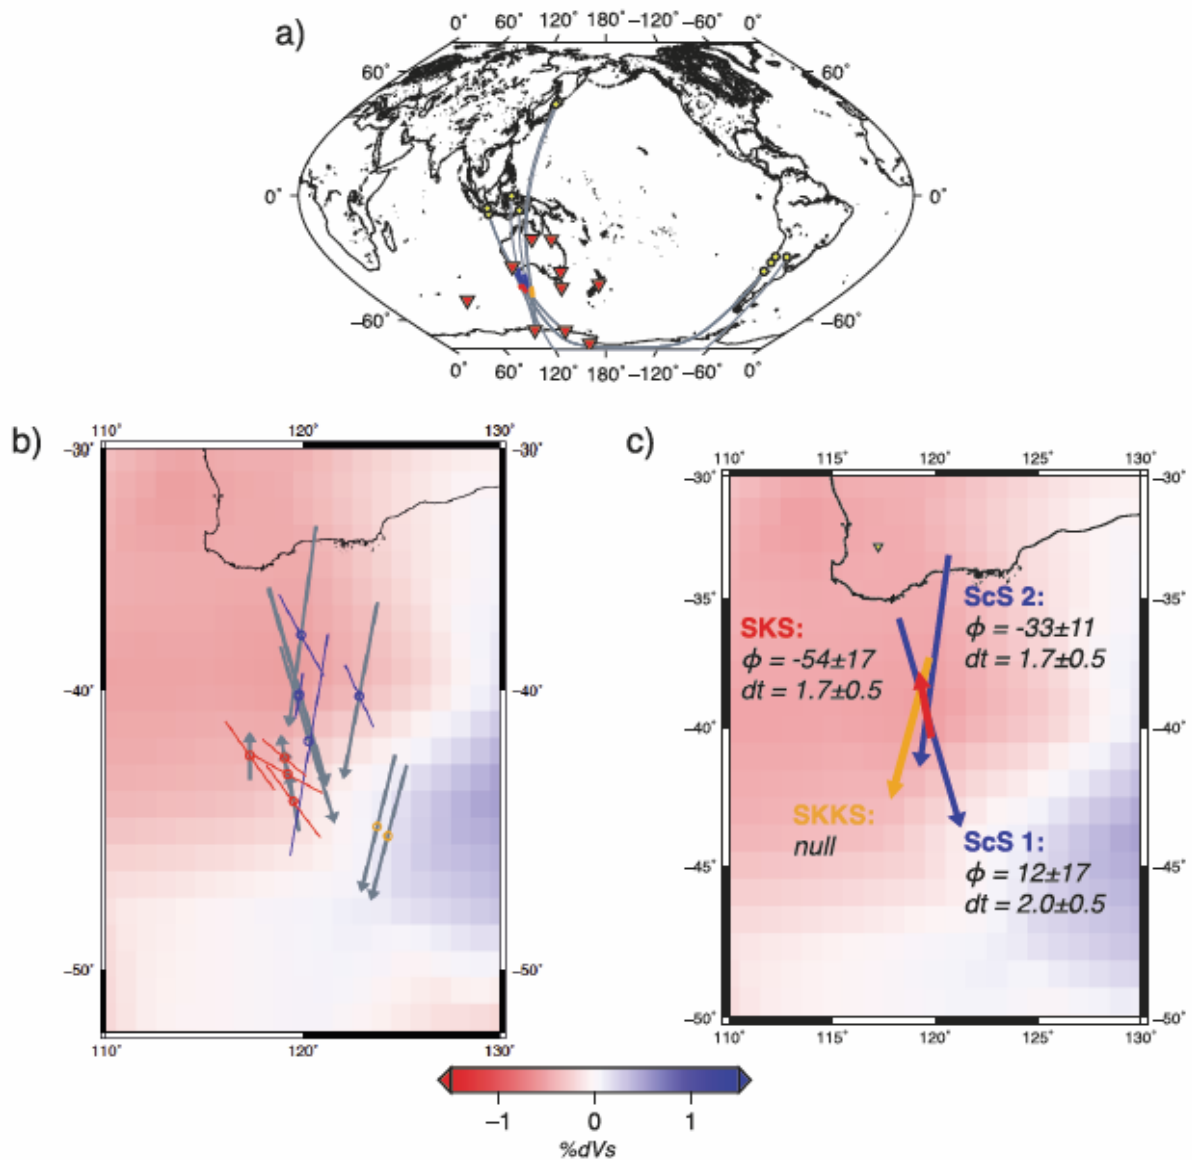 a)
0° 60° 120° 180° −120° −60° 0°
60° 60°
0° 0°
−60° −60°
0° 60° 120° 180° −120° −60° 0°
b)
110° 120° 130°
−30° −30°
−40° −40°
−50° −50°
110° 120° 130°
c)
110° 115° 120° 125° 130°
−30° −30°
−35° −35°
−40° −40°
−45° −45°
−50° −50°
110° 115° 120° 125° 130°
SKS:
ϕ = -54±17
dt = 1.7±0.5
ScS 2:
ϕ = -33±11
dt = 1.7±0.5
SKKS:
null
ScS 1:
ϕ = 12±17
dt = 2.0±0.5
−1 0 1
%dVs